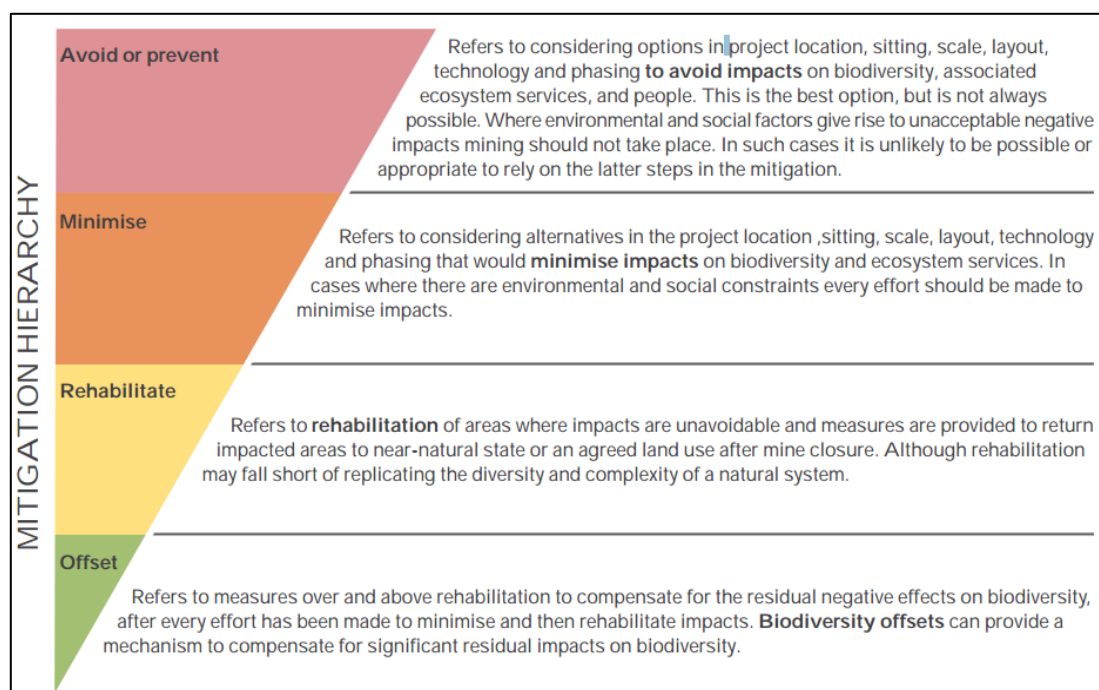 MITIGATION HIERARCHY
Avoid or prevent
Refers to considering options in project location, sitting, scale, layout,
technology and phasing to avoid impacts on biodiversity, associated
ecosystem services, and people. This is the best option, but is not always
possible. Where environmental and social factors give rise to unacceptable negative
impacts mining should not take place. In such cases it is unlikely to be possible or
appropriate to rely on the latter steps in the mitigation.
Minimise
Refers to considering alternatives in the project location ,sitting, scale, layout, technology
and phasing that would minimise impacts on biodiversity and ecosystem services. In
cases where there are environmental and social constraints every effort should be made to
minimise impacts.
Rehabilitate
Refers to rehabilitation of areas where impacts are unavoidable and measures are provided to return
impacted areas to near-natural state or an agreed land use after mine closure. Although rehabilitation
may fall short of replicating the diversity and complexity of a natural system.
Offset
Refers to measures over and above rehabilitation to compensate for the residual negative effects on biodiversity,
after every effort has been made to minimise and then rehabilitate impacts. Biodiversity offsets can provide a
mechanism to compensate for significant residual impacts on biodiversity.